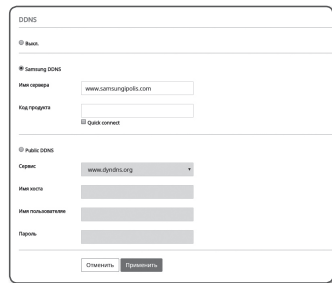 DDNS
Выкл.
Samsung DDNS
Имя сервера
www.samsungipolis.com
Код продукта
Quick connect
Public DDNS
Сервис
www.dyndns.org
Имя хоста
Имя пользователя
Пароль
Отменить Применить